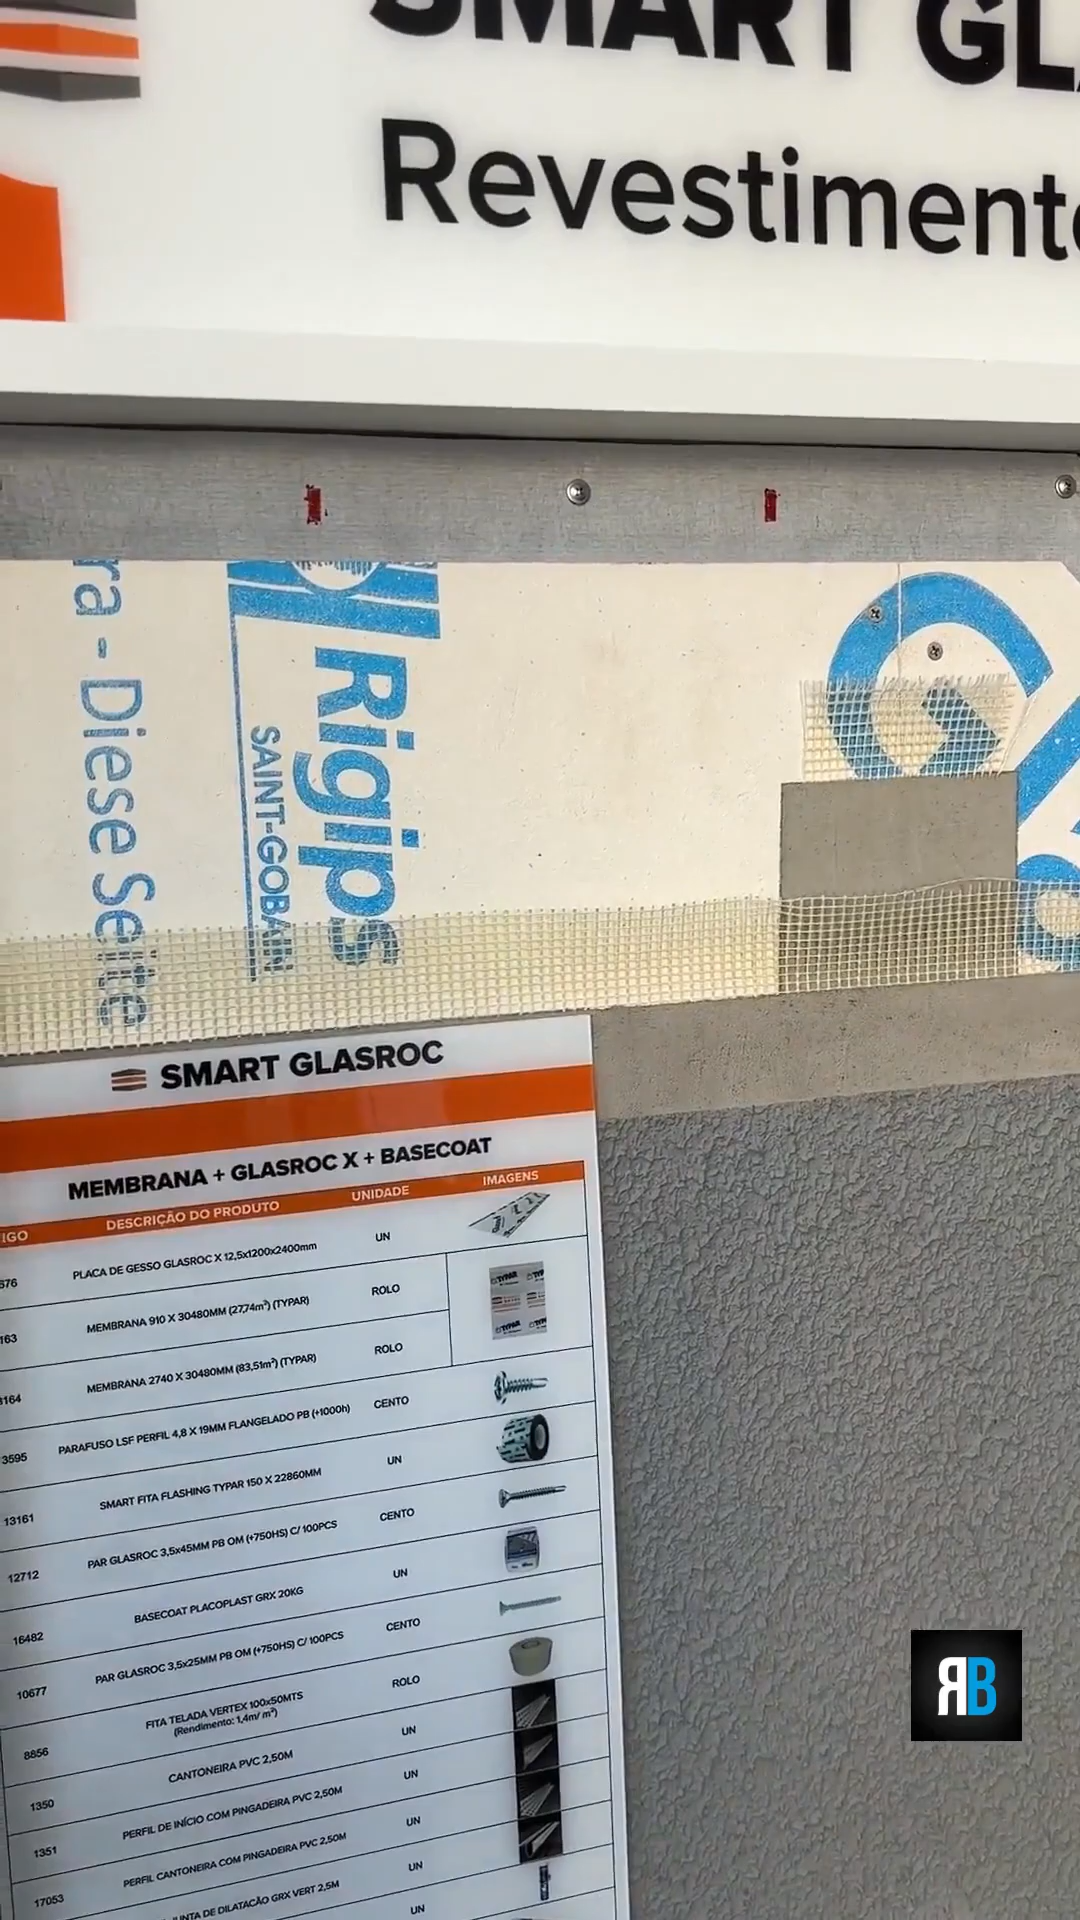 SMART GL
Revestimento
ra - Diese Seite
Rigips
SAINT-GOBAIN
SMART GLASROC
MEMBRANA + GLASROC X + BASECOAT
IGO DESCRIÇÃO DO PRODUTO UNIDADE IMAGENS
676 PLACA DE GESSO GLASROC X 12,5x1200x2400mm UN
163 MEMBRANA 910 X 30480MM (27,74m²) (TYPAR) ROLO
3164 MEMBRANA 2740 X 30480MM (83,51m²) (TYPAR) ROLO
3595 PARAFUSO LSF PERFIL 4,8 X 19MM FLANGELADO PB (+1000h) CENTO
13161 SMART FITA FLASHING TYPAR 150 X 22860MM UN
12712 PAR GLASROC 3,5x45MM PB OM (+750HS) C/ 100PCS CENTO
16482 BASECOAT PLACOPLAST GRX 20KG UN
10677 PAR GLASROC 3,5x25MM PB OM (+750HS) C/ 100PCS CENTO
8856 FITA TELADA VERTEX 100x50MTS ROLO
(Rendimento: 1,4m/ m²)
1350 CANTONEIRA PVC 2,50M UN
1351 PERFIL DE INÍCIO COM PINGADEIRA PVC 2,50M UN
17053 PERFIL CANTONEIRA COM PINGADEIRA PVC 2,50M UN
JUNTA DE DILATAÇÃO GRX VERT 2,5M UN
UN
RB